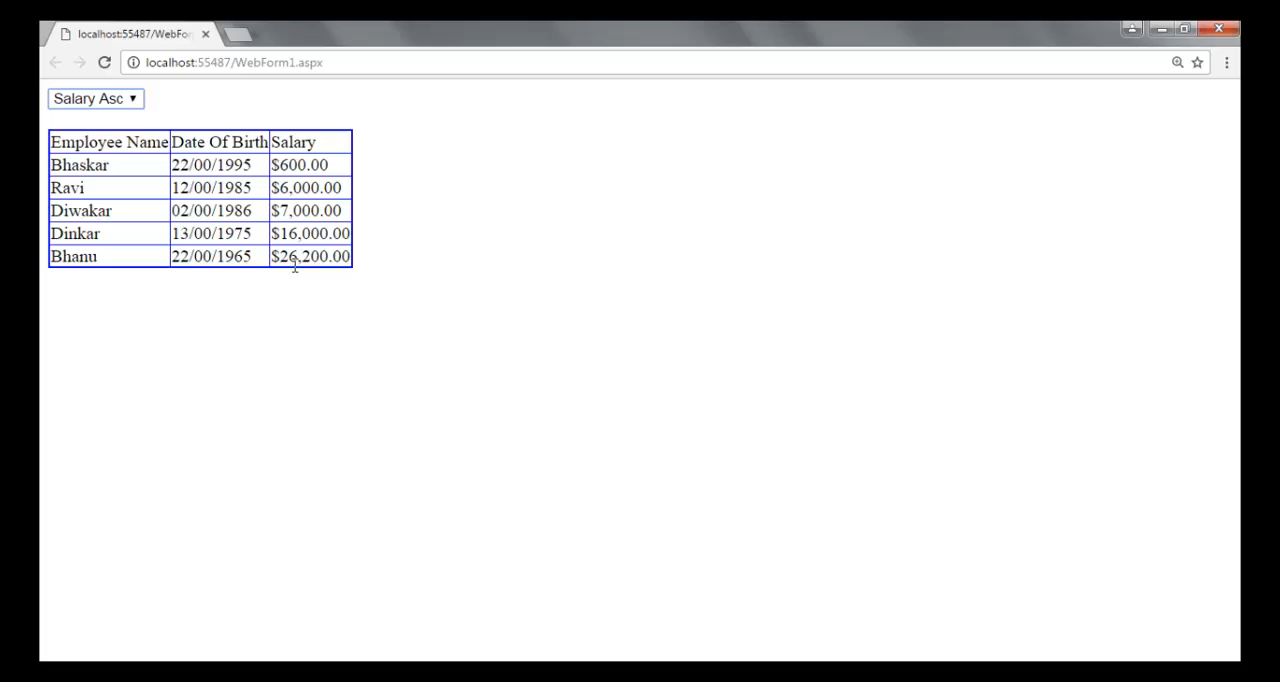 localhost:55487/WebFo
localhost:55487/WebForm1.aspx
Salary Asc
Employee Name Date Of Birth Salary
Bhaskar 22/00/1995 $600.00
Ravi 12/00/1985 $6,000.00
Diwakar 02/00/1986 $7,000.00
Dinkar 13/00/1975 $16,000.00
Bhanu 22/00/1965 $26,200.00